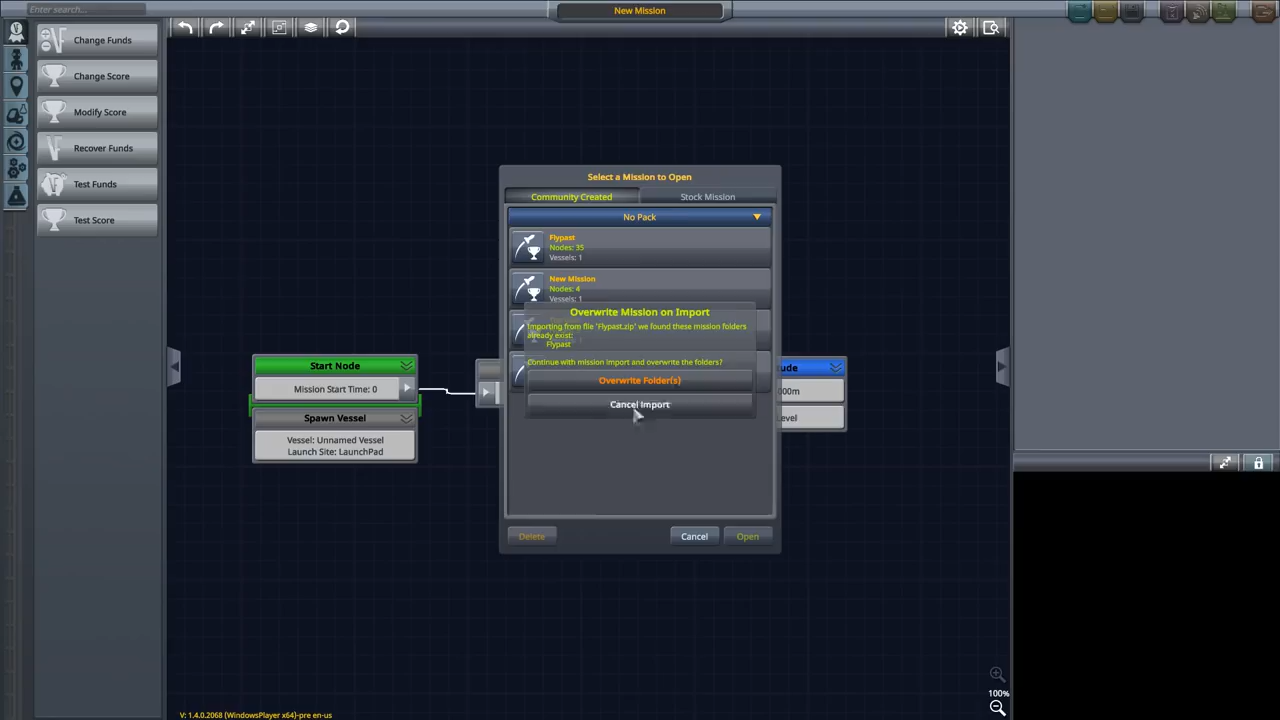 Enter search...
New Mission
Change Funds
Change Score
Modify Score
Recover Funds
Test Funds
Test Score
Select a Mission to Open
Community Created
Stock Mission
No Pack
Flypast
Nodes: 35
Vessels: 1
New Mission
Nodes: 4
Vessels: 1
Overwrite Mission on Import
Importing from file 'Flypast.zip' we found these mission folders
already exist:
Flypast
Continue with mission import and overwrite the folders?
Overwrite Folder(s)
Cancel Import
Delete
Cancel
Open
Start Node
Mission Start Time: 0
Spawn Vessel
Vessel: Unnamed Vessel
Launch Site: LaunchPad
ude
000m
level
100%
V: 1.4.0.2068 (WindowsPlayer x64)-pre en-us